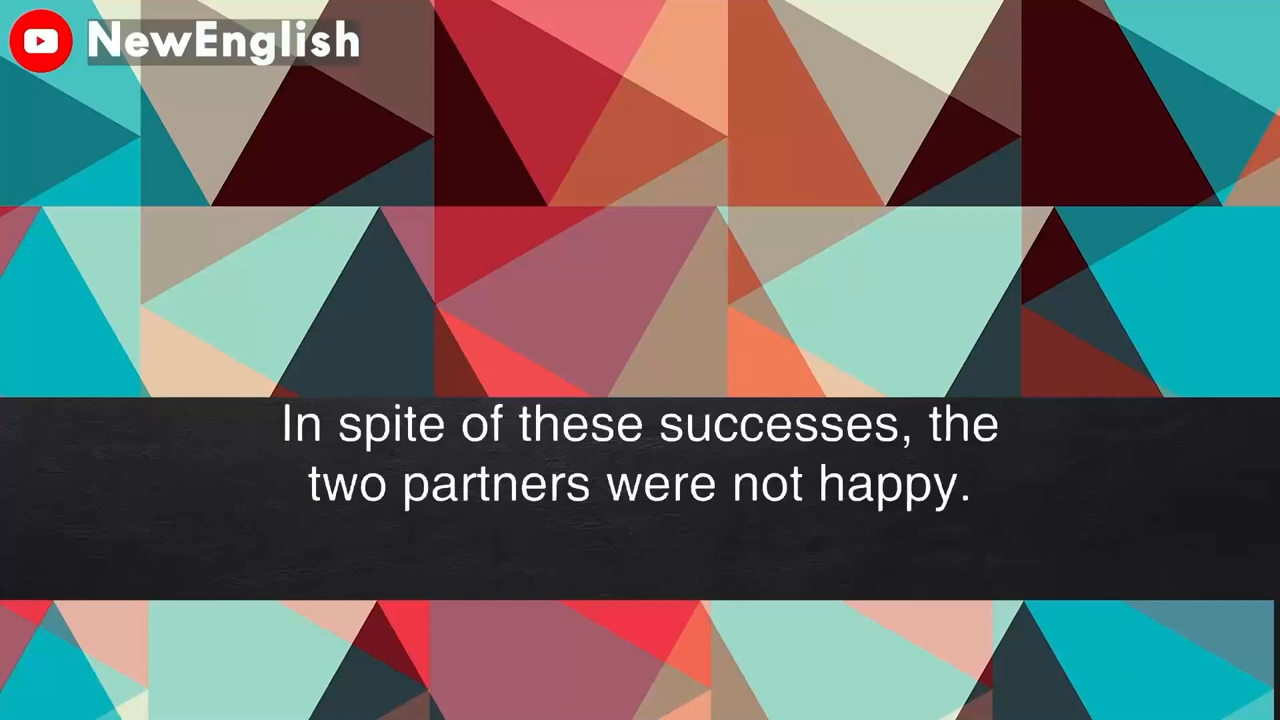 NewEnglish
In spite of these successes, the
two partners were not happy.